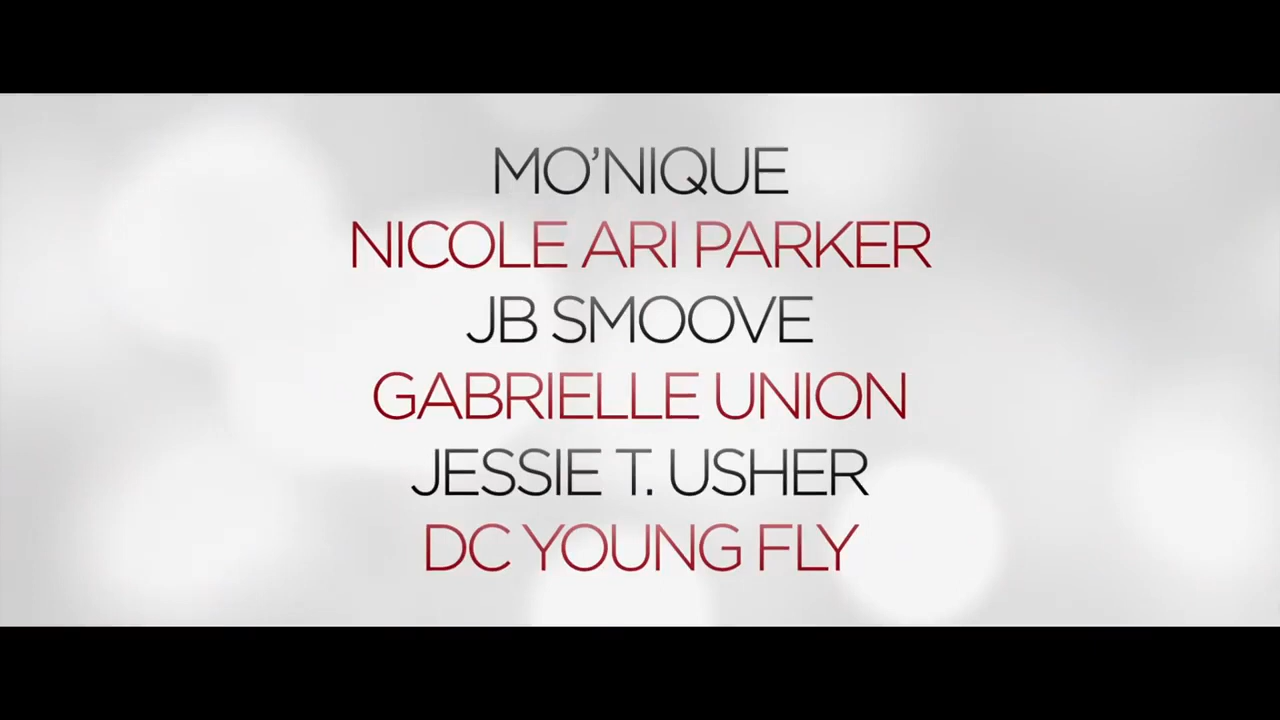 MO’NIQUE
NICOLE ARI PARKER
JB SMOOVE
GABRIELLE UNION
JESSIE T. USHER
DC YOUNG FLY